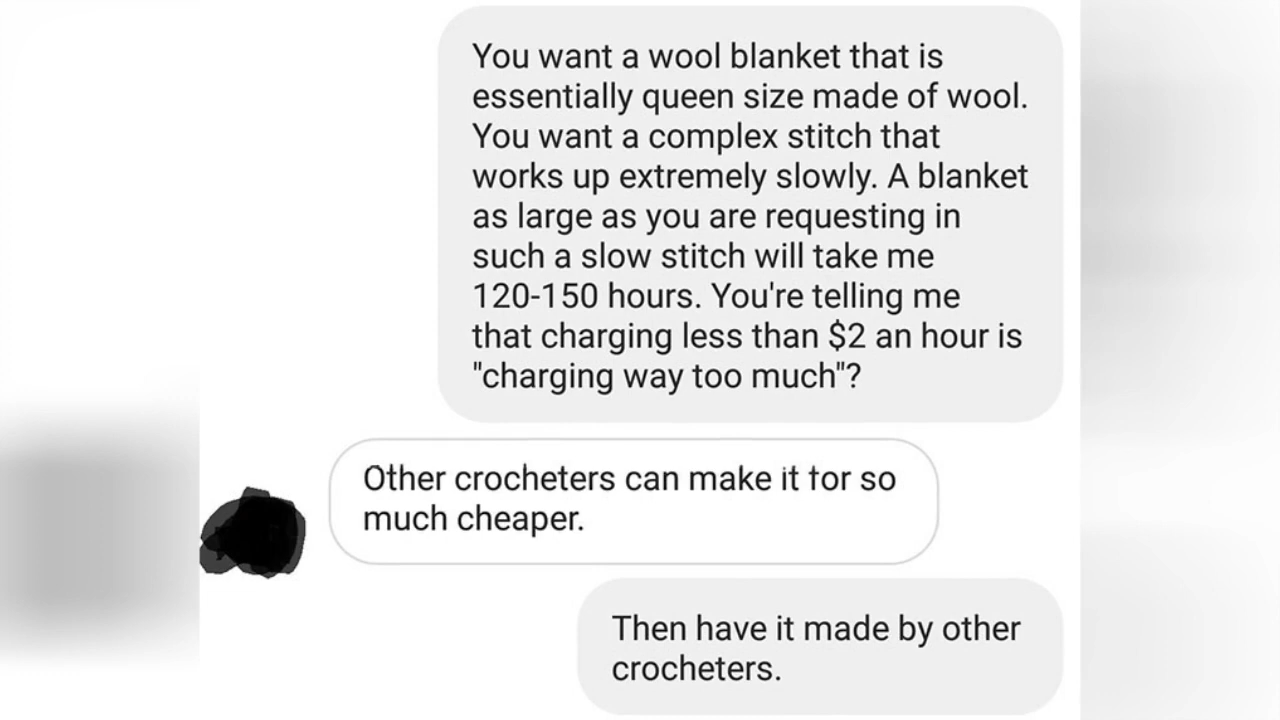 You want a wool blanket that is
essentially queen size made of wool.
You want a complex stitch that
works up extremely slowly. A blanket
as large as you are requesting in
such a slow stitch will take me
120-150 hours. You're telling me
that charging less than $2 an hour is
"charging way too much"?
Other crocheters can make it for so
much cheaper.
Then have it made by other
crocheters.